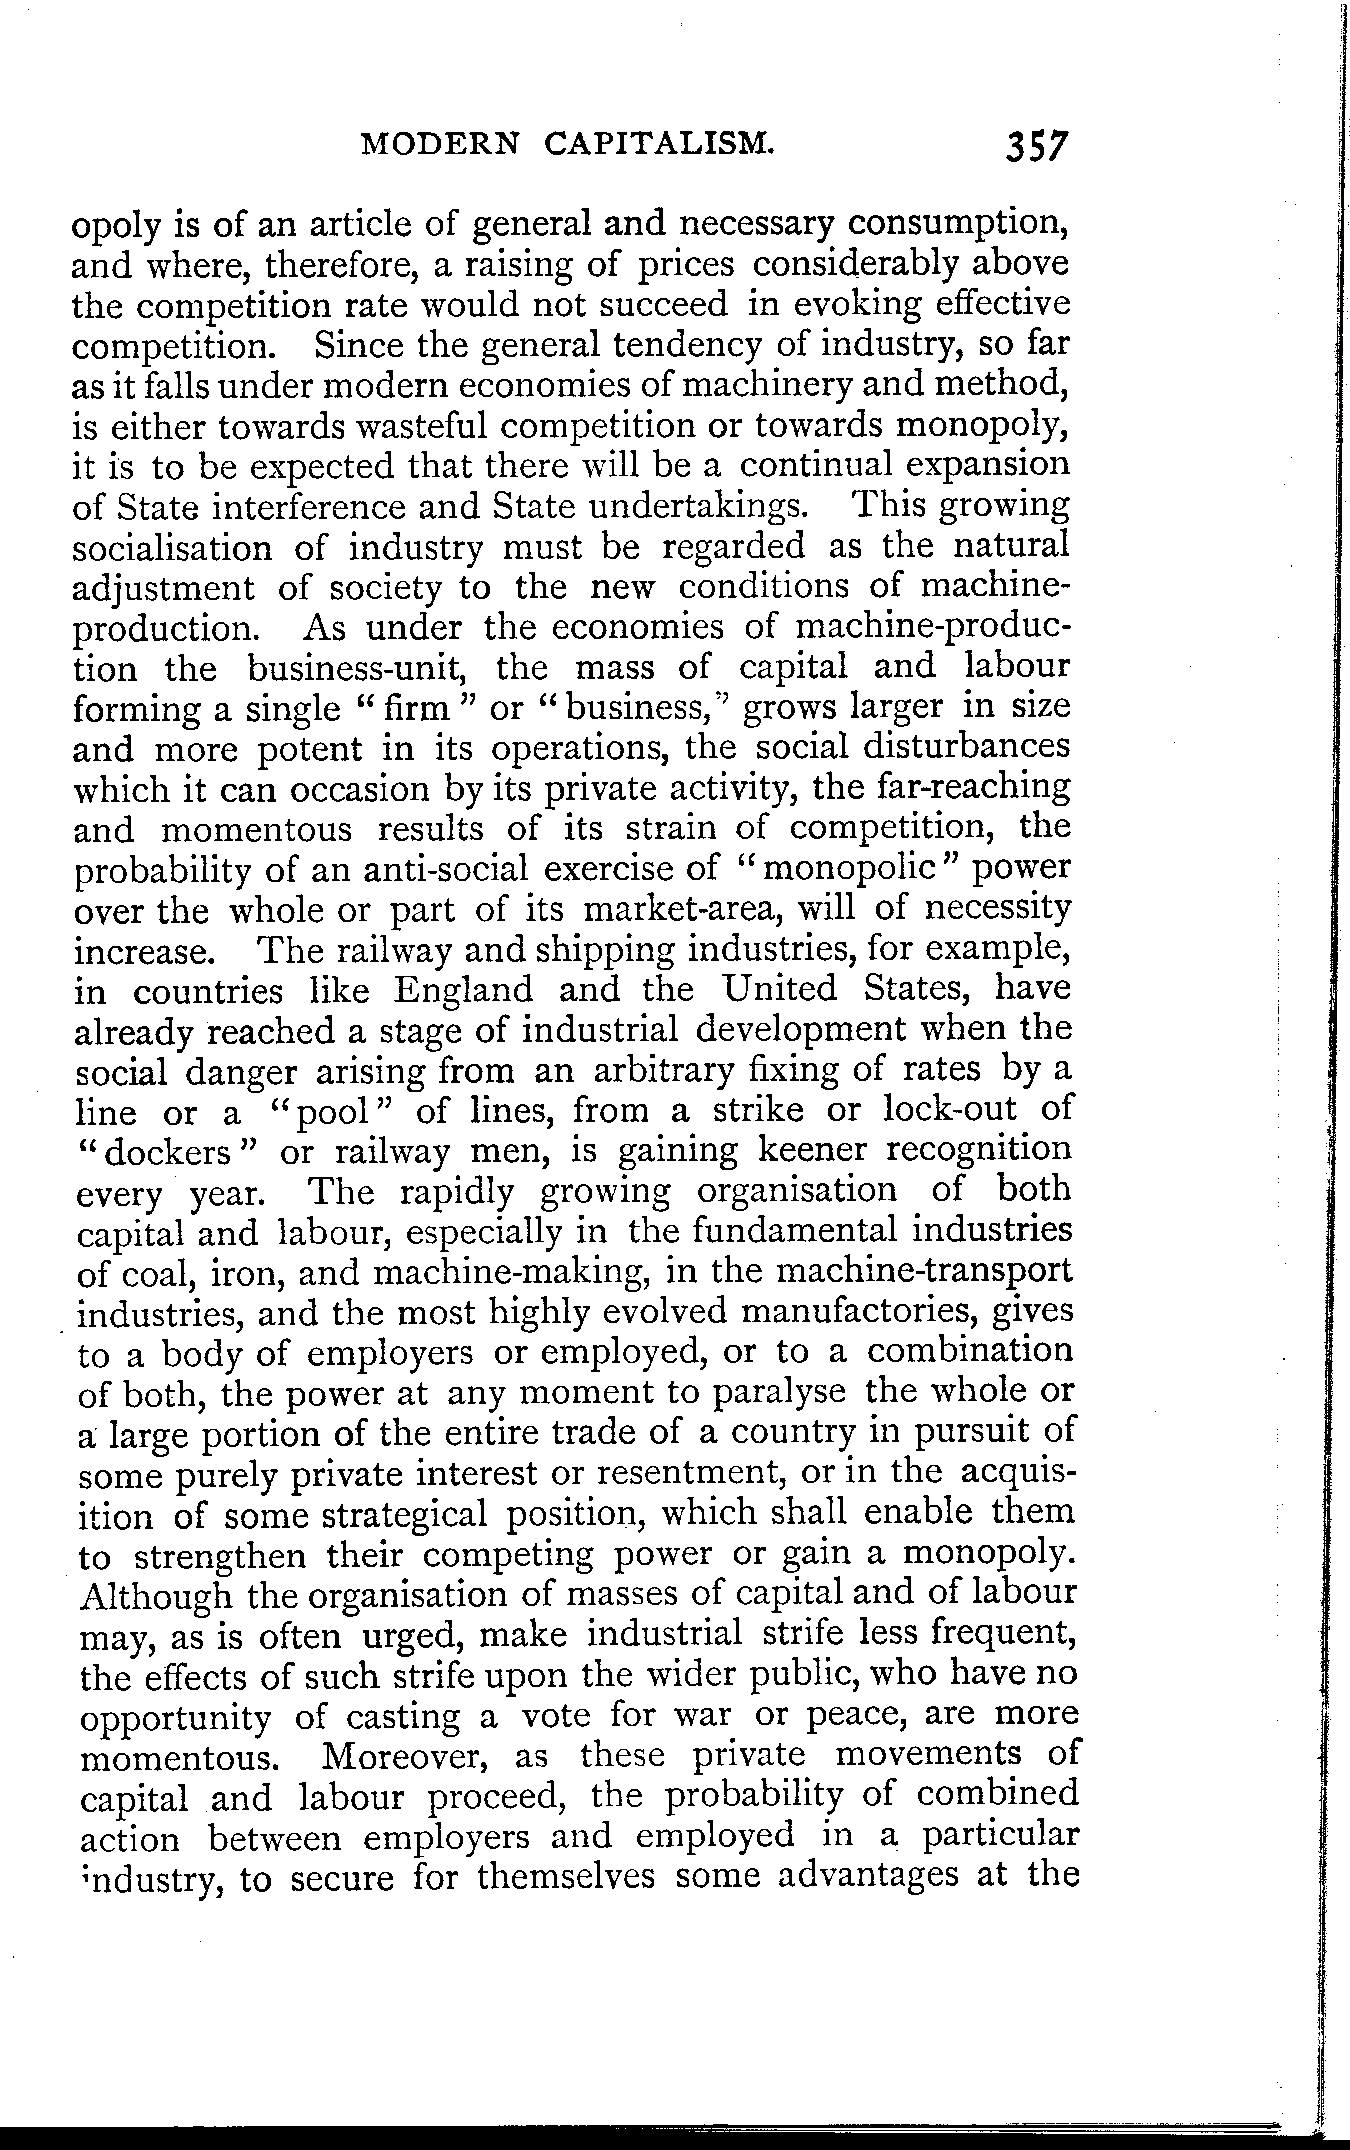 MODERN CAPITALISM. 357
opoly is of an article of general and necessary consumption,
and where, therefore, a raising of prices considerably above
the competition rate would not succeed in evoking effective
competition. Since the general tendency of industry, so far
as it falls under modern economies of machinery and method,
is either towards wasteful competition or towards monopoly,
it is to be expected that there will be a continual expansion
of State interference and State undertakings. This growing
socialisation of industry must be regarded as the natural
adjustment of society to the new conditions of machine-
production. As under the economies of machine-produc-
tion the business-unit, the mass of capital and labour
forming a single “ firm ” or “ business,” grows larger in size
and more potent in its operations, the social disturbances
which it can occasion by its private activity, the far-reaching
and momentous results of its strain of competition, the
probability of an anti-social exercise of “ monopolic ” power
over the whole or part of its market-area, will of necessity
increase. The railway and shipping industries, for example,
in countries like England and the United States, have
already reached a stage of industrial development when the
social danger arising from an arbitrary fixing of rates by a
line or a “pool” of lines, from a strike or lock-out of
“ dockers ” or railway men, is gaining keener recognition
every year. The rapidly growing organisation of both
capital and labour, especially in the fundamental industries
of coal, iron, and machine-making, in the machine-transport
industries, and the most highly evolved manufactories, gives
to a body of employers or employed, or to a combination
of both, the power at any moment to paralyse the whole or
a large portion of the entire trade of a country in pursuit of
some purely private interest or resentment, or in the acquis-
ition of some strategical position, which shall enable them
to strengthen their competing power or gain a monopoly.
Although the organisation of masses of capital and of labour
may, as is often urged, make industrial strife less frequent,
the effects of such strife upon the wider public, who have no
opportunity of casting a vote for war or peace, are more
momentous. Moreover, as these private movements of
capital and labour proceed, the probability of combined
action between employers and employed in a particular
industry, to secure for themselves some advantages at the